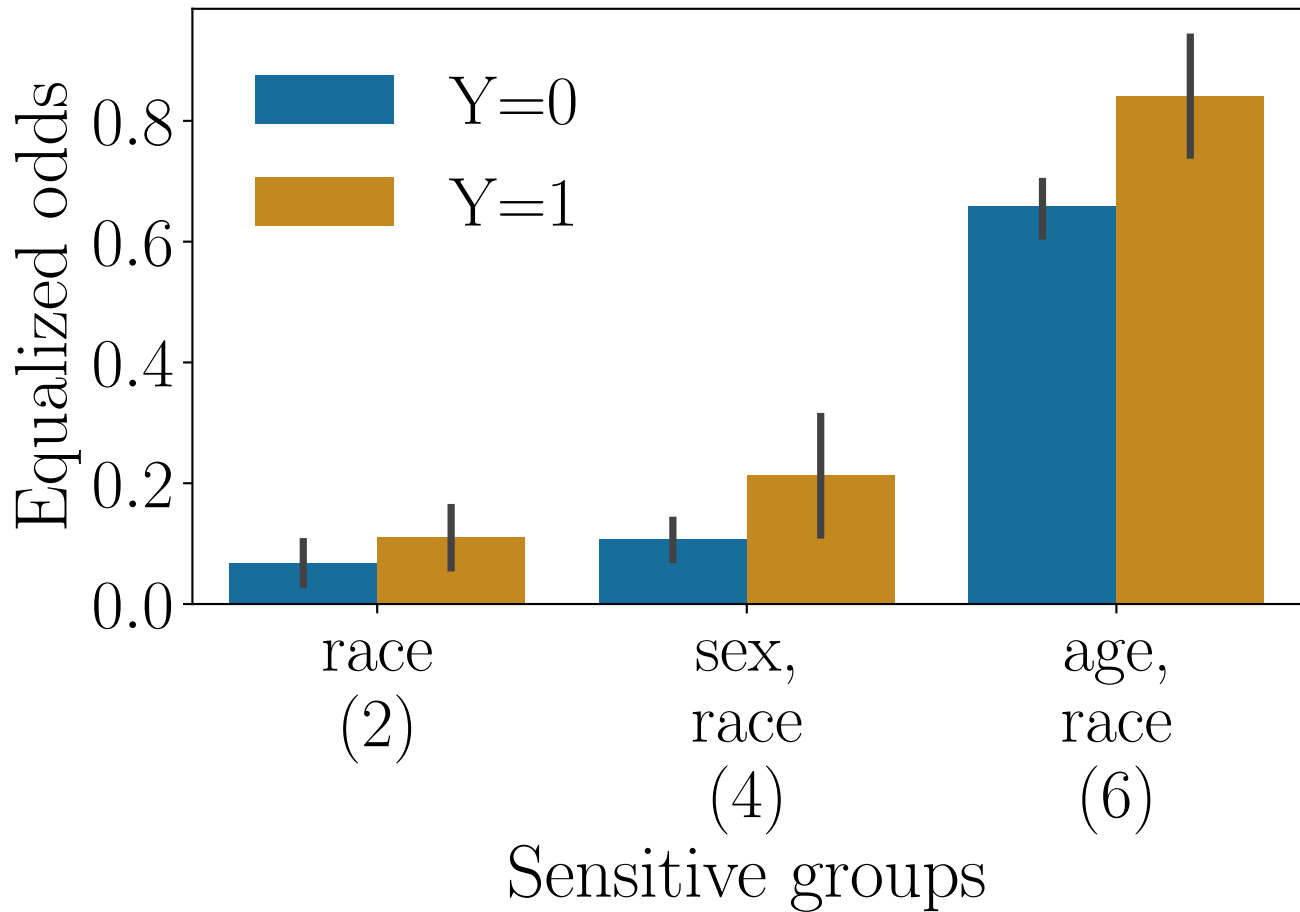 Equalized odds
0.8
0.6
0.4
0.2
0.0
Y=0
Y=1
race
(2)
sex,
race
(4)
age,
race
(6)
Sensitive groups